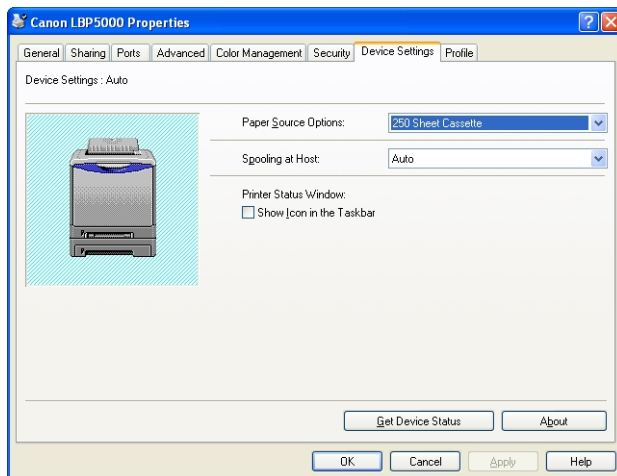 Canon LBP5000 Properties
General Sharing Ports Advanced Color Management Security Device Settings Profile
Device Settings : Auto
Paper Source Options: 250 Sheet Cassette
Spooling at Host: Auto
Printer Status Window:
Show Icon in the Taskbar
Get Device Status About
OK Cancel Apply Help